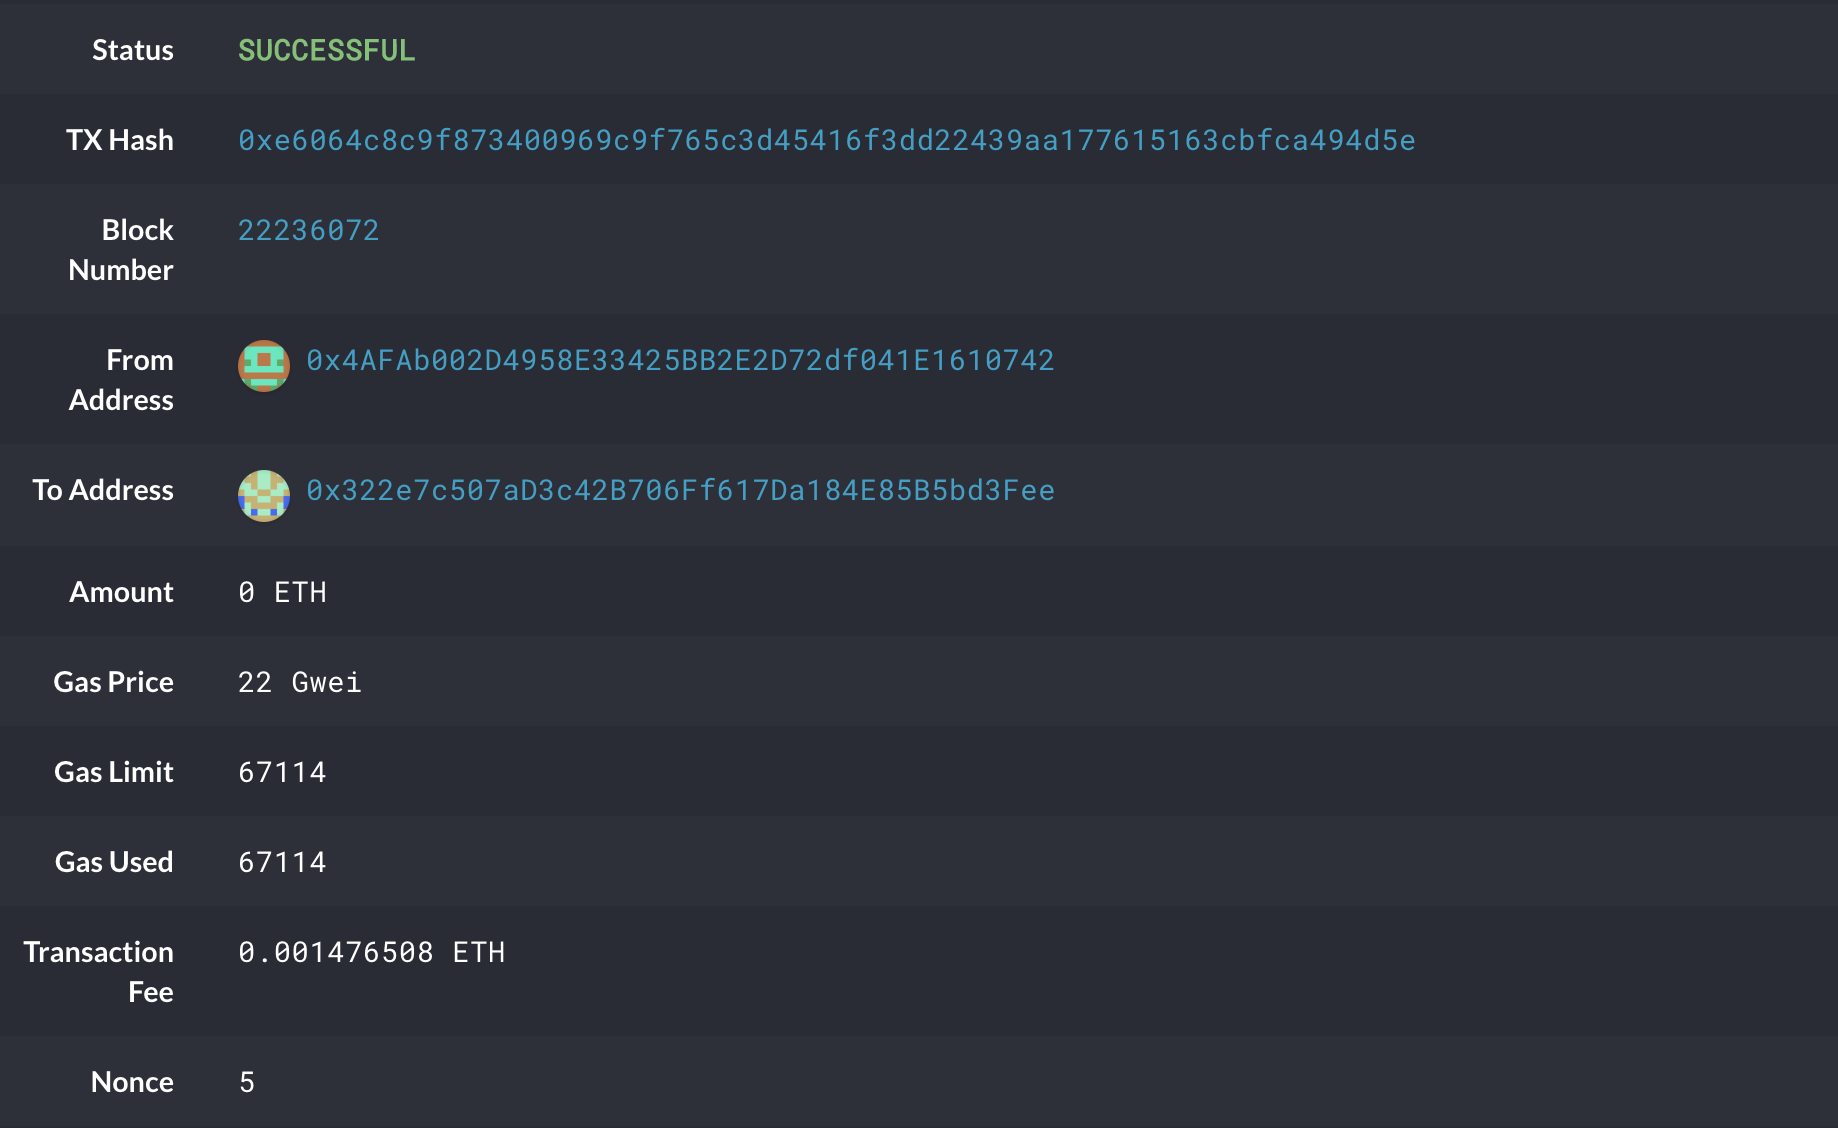 Status SUCCESSFUL
TX Hash 0xe6064c8c9f873400969c9f765c3d45416f3dd22439aa177615163cbfca494d5e
Block 22236072
Number
From 0x4AFAb002D4958E33425BB2E2D72df041E1610742
Address
To Address 0x322e7c507aD3c42B706Ff617Da184E85B5bd3Fee
Amount 0 ETH
Gas Price 22 Gwei
Gas Limit 67114
Gas Used 67114
Transaction 0.001476508 ETH
Fee
Nonce 5